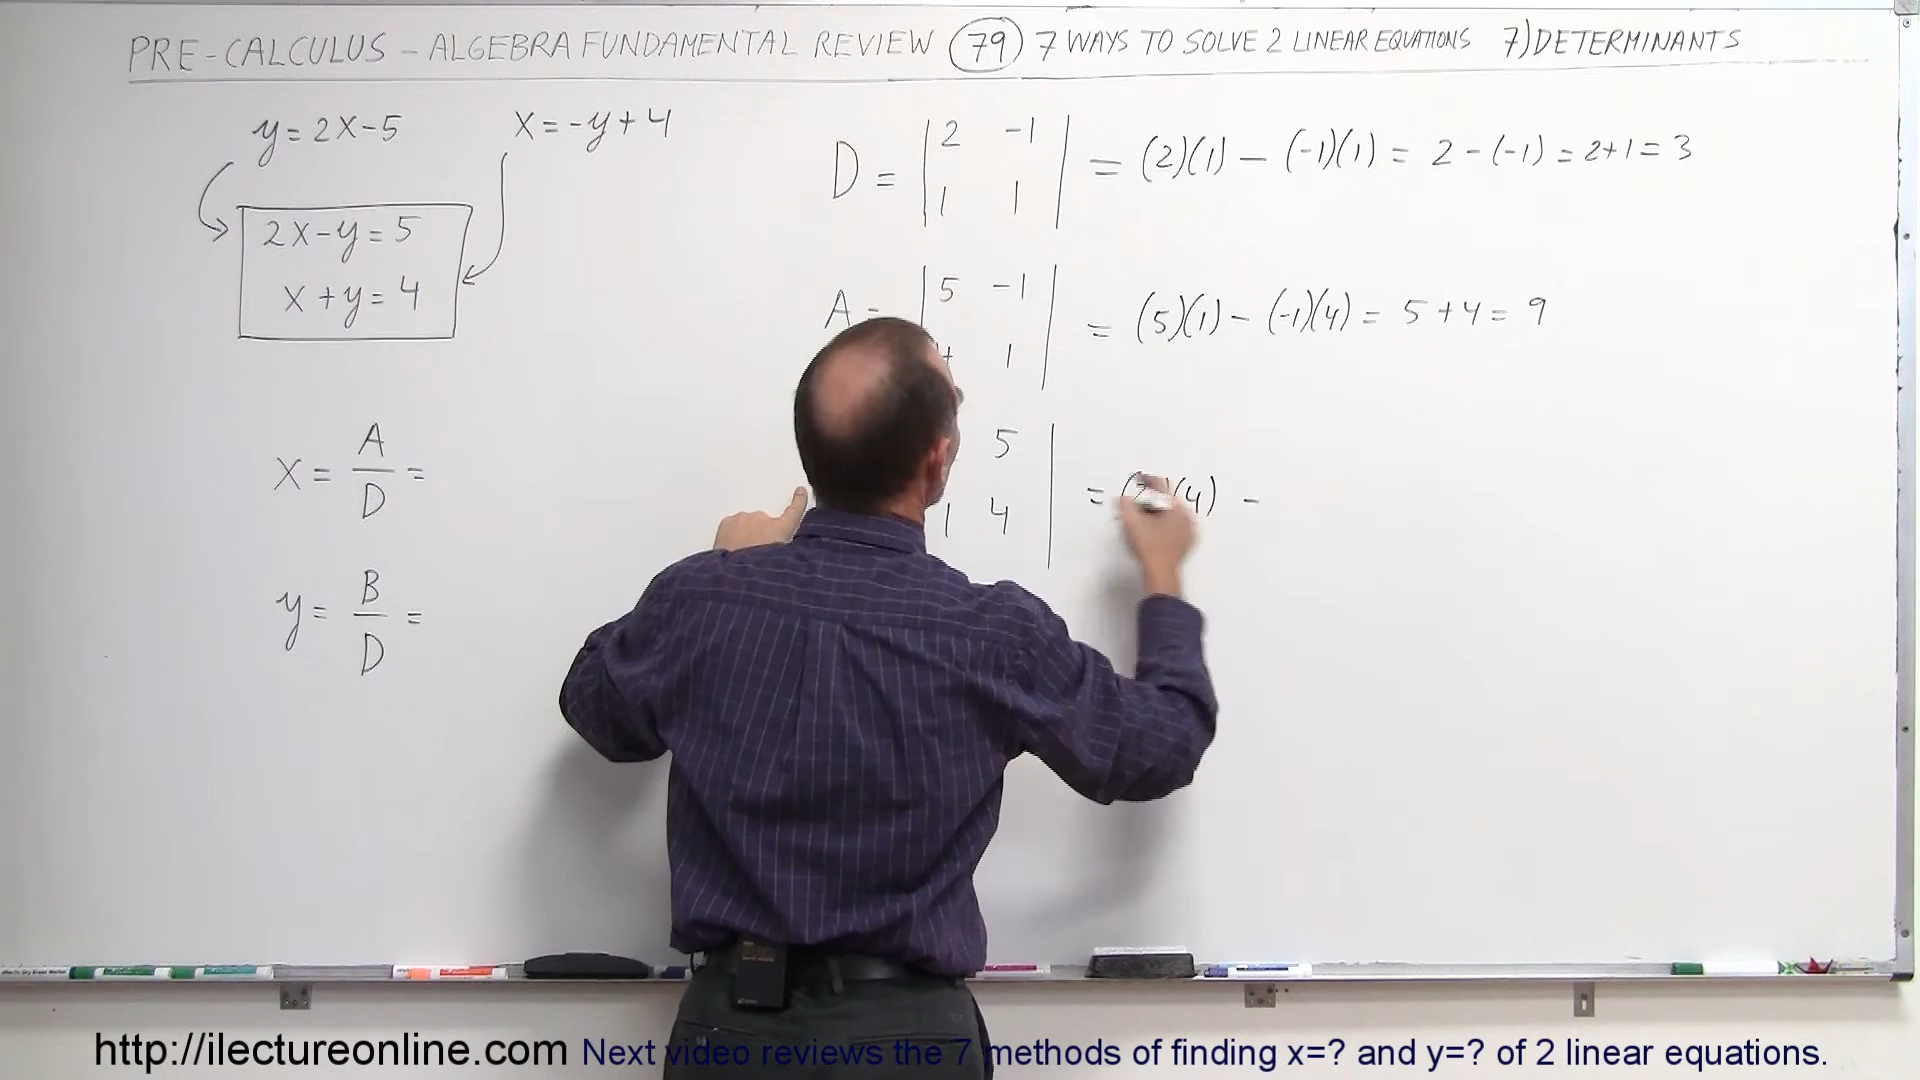 PRE-CALCULUS - ALGEBRA FUNDAMENTAL REVIEW 79 7 WAYS TO SOLVE 2 LINEAR EQUATIONS 7) DETERMINANTS
y = 2x - 5
x = -y + 4
2x - y = 5
x + y = 4
x = A/D =
y = B/D =
D = | 2 -1 |
| 1 1 |
= (2)(1) - (-1)(1) = 2 - (-1) = 2 + 1 = 3
A = | 5 -1 |
1 |
= (5)(1) - (-1)(4) = 5 + 4 = 9
5 |
1 4 |
= (2)(4) -
http://ilectureonline.com Next video reviews the 7 methods of finding x=? and y=? of 2 linear equations.